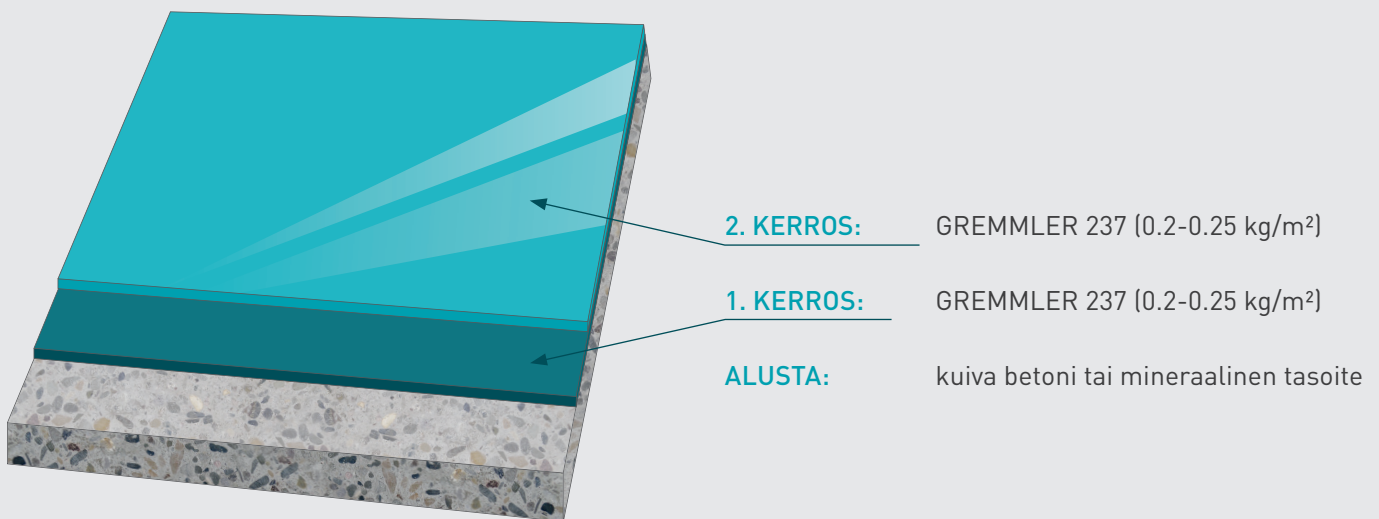 2. KERROS: GREMMLER 237 (0.2-0.25 kg/m²)
1. KERROS: GREMMLER 237 (0.2-0.25 kg/m²)
ALUSTA: kuiva betoni tai mineraalinen tasoite